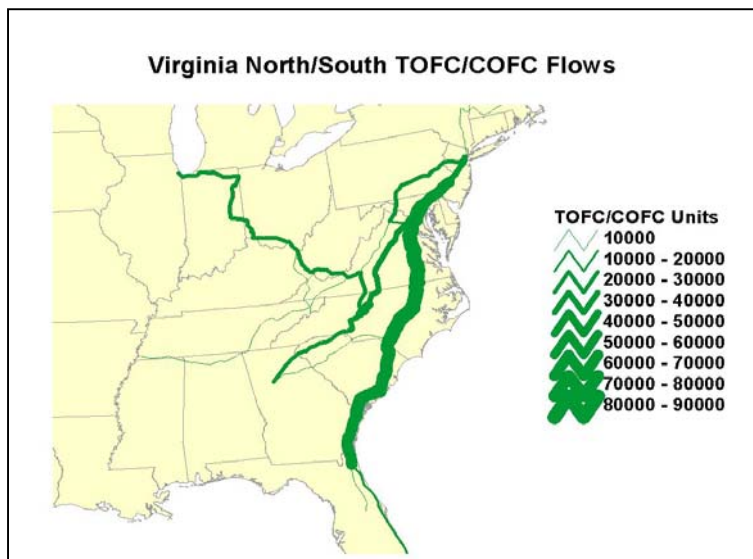 Virginia North/South TOFC/COFC Flows
TOFC/COFC Units
10000
10000 - 20000
20000 - 30000
30000 - 40000
40000 - 50000
50000 - 60000
60000 - 70000
70000 - 80000
80000 - 90000